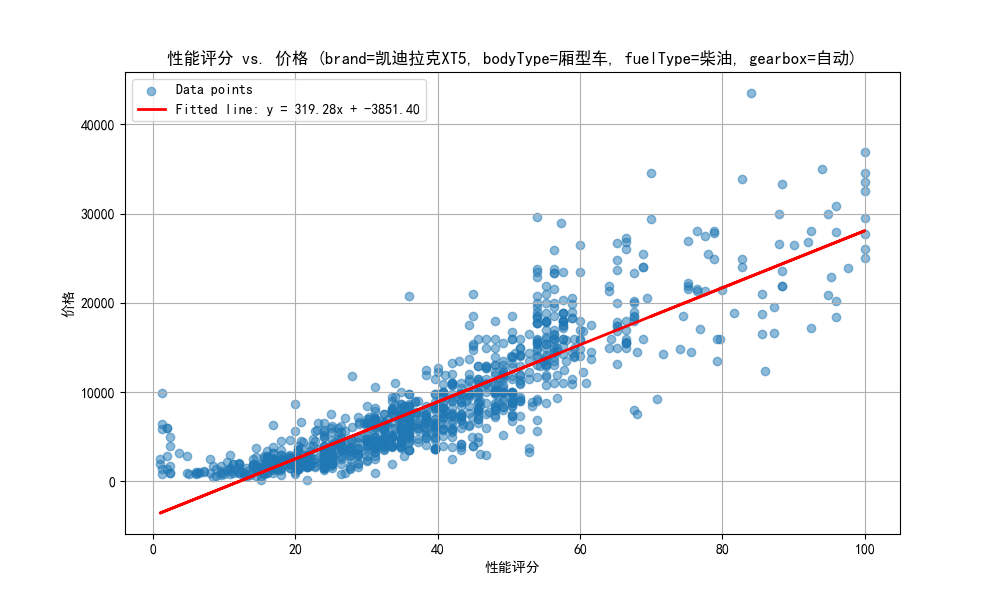 性能评分 vs. 价格 (brand=凯迪拉克XT5, bodyType=厢型车, fuelType=柴油, gearbox=自动)
Data points
Fitted line: y = 319.28x + -3851.40
40000
30000
20000
10000
0
价格
0 20 40 60 80 100
性能评分